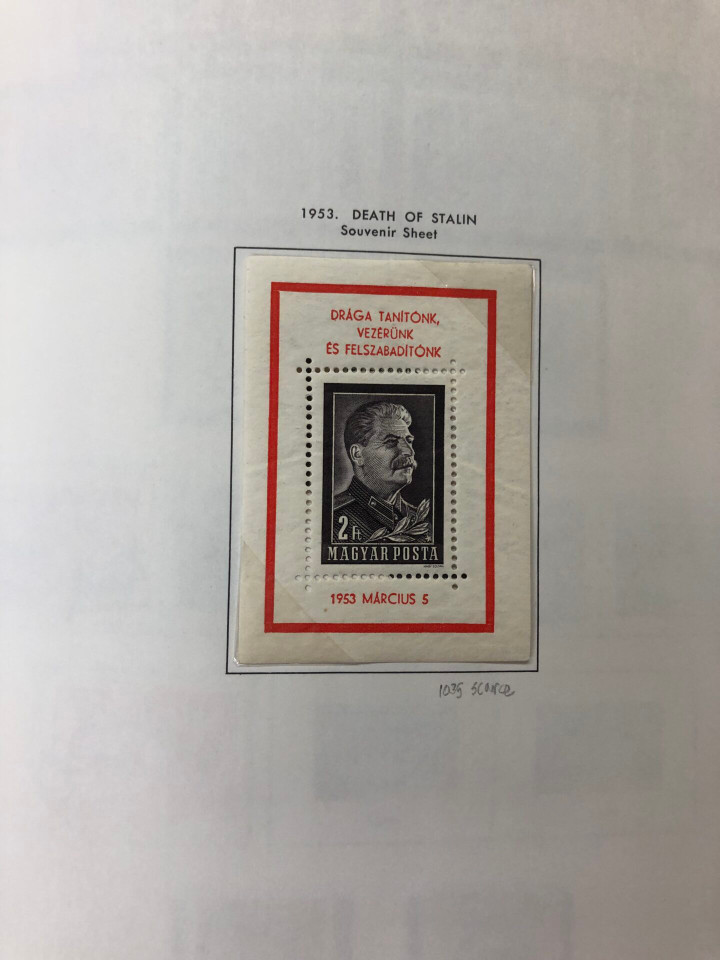 1953. DEATH OF STALIN
Souvenir Sheet
DRÁGA TANÍTÓNK,
VEZÉRÜNK
ÉS FELSZABADÍTÓNK
2 Ft
MAGYAR POSTA
1953 MÁRCIUS 5
1035 scarce